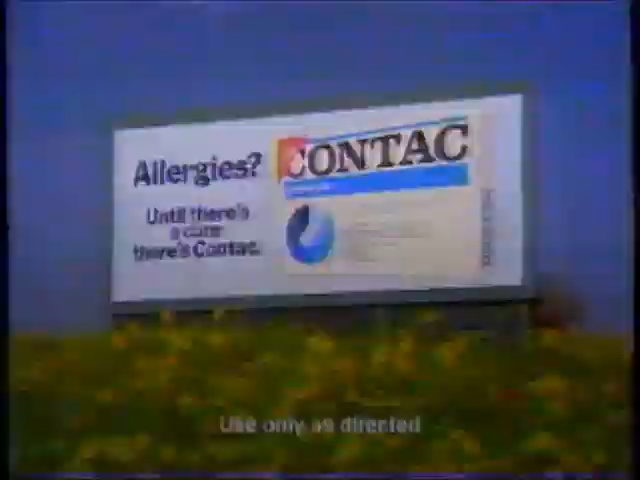 Allergies?
Until there's
a cure
there's Contac.
CONTAC
Use only as directed